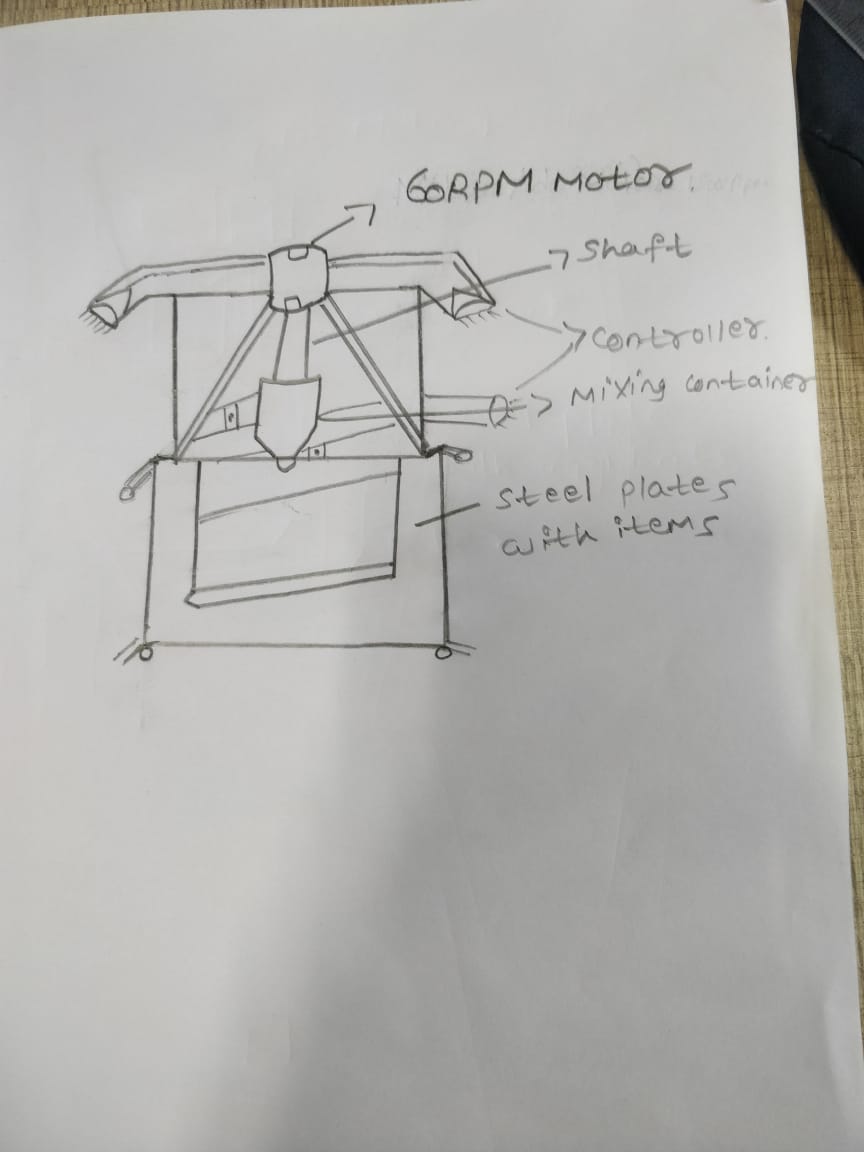 60RPM Motor.
Shaft
Controller.
Mixing container
Steel plates
with items